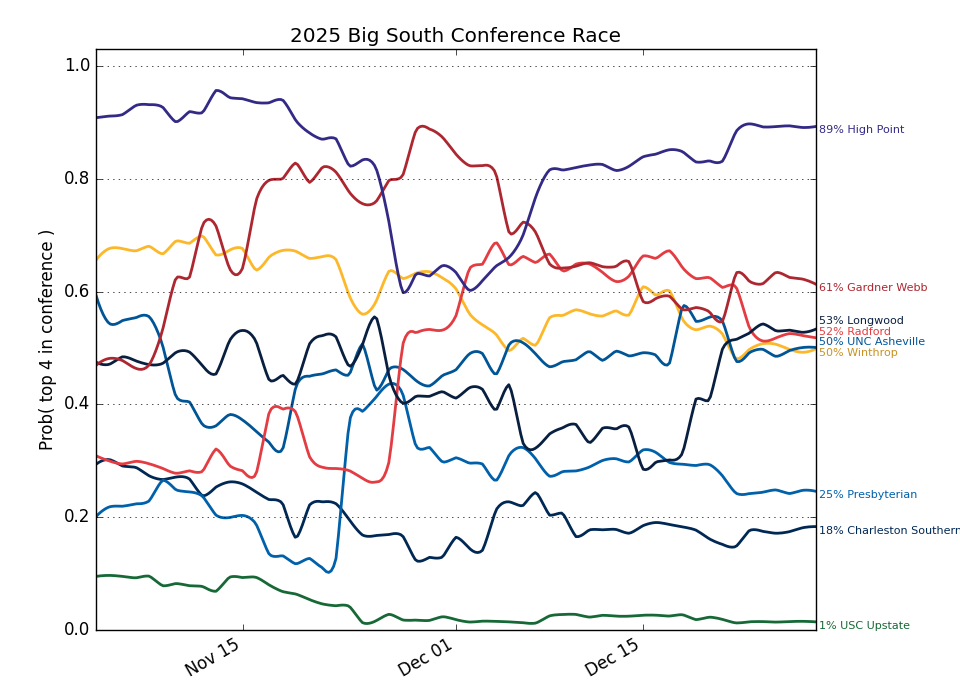 2025 Big South Conference Race
Prob( top 4 in conference )
1.0
0.8
0.6
0.4
0.2
0.0
Nov 15
Dec 01
Dec 15
89% High Point
61% Gardner Webb
53% Longwood
52% Radford
50% UNC Asheville
50% Winthrop
25% Presbyterian
18% Charleston Southern
1% USC Upstate